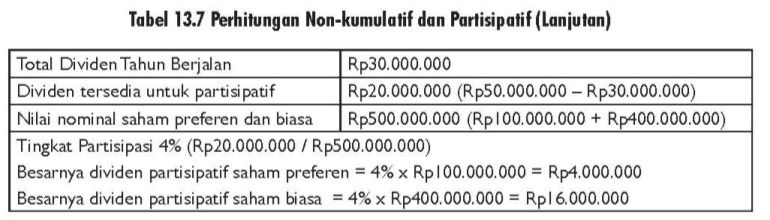 Tabel 13.7 Perhitungan Non-kumulatif dan Partisipatif (Lanjutan)
Total Dividen Tahun Berjalan Rp30.000.000
Dividen tersedia untuk partisipatif Rp20.000.000 (Rp50.000.000 – Rp30.000.000)
Nilai nominal saham preferen dan biasa Rp500.000.000 (Rp100.000.000 + Rp400.000.000)
Tingkat Partisipasi 4% (Rp20.000.000 / Rp500.000.000)
Besarnya dividen partisipatif saham preferen = 4% x Rp100.000.000 = Rp4.000.000
Besarnya dividen partisipatif saham biasa = 4% x Rp400.000.000 = Rp16.000.000